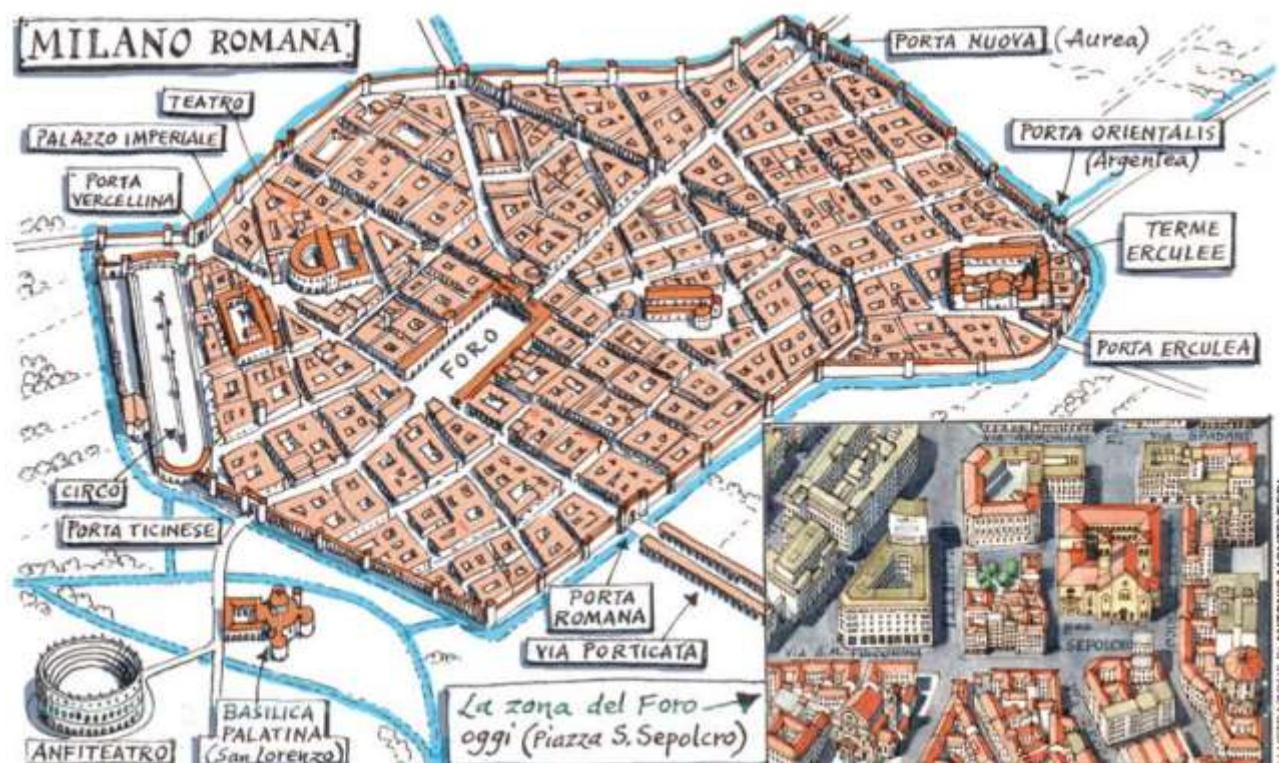 MILANO ROMANA
PORTA NUOVA (Aurea)
TEATRO
PALAZZO IMPERIALE
PORTA ORIENTALIS
(Argentea)
PORTA
VERCELLINA
TERME
ERCULEE
FORO
PORTA ERCULEA
CIRCO
PORTA TICINESE
PORTA
ROMANA
VIA PORTICATA
SEPOLCRO
La zona del Foro
oggi (Piazza S. Sepolcro)
BASILICA
PALATINA
(San Lorenzo)
ANFITEATRO